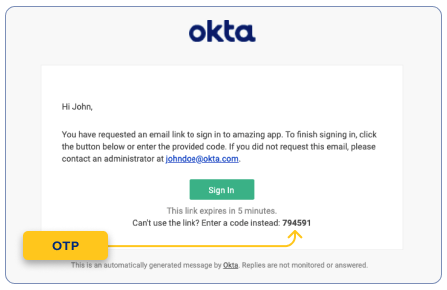 okta
Hi John,
You have requested an email link to sign in to amazing app. To finish signing in, click
the button below or enter the provided code. If you did not request this email, please
contact an administrator at johndoe@okta.com.
Sign In
This link expires in 5 minutes.
Can't use the link? Enter a code instead: 794591
OTP
This is an automatically generated message by Okta. Replies are not monitored or answered.